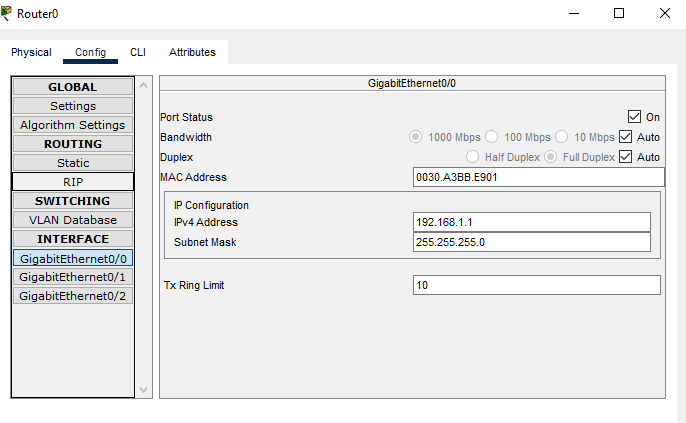 Router0
Physical Config CLI Attributes
GLOBAL
Settings
Algorithm Settings
ROUTING
Static
RIP
SWITCHING
VLAN Database
INTERFACE
GigabitEthernet0/0
GigabitEthernet0/1
GigabitEthernet0/2
GigabitEthernet0/0
Port Status On
Bandwidth 1000 Mbps 100 Mbps 10 Mbps Auto
Duplex Half Duplex Full Duplex Auto
MAC Address 0030.A3BB.E901
IP Configuration
IPv4 Address 192.168.1.1
Subnet Mask 255.255.255.0
Tx Ring Limit 10